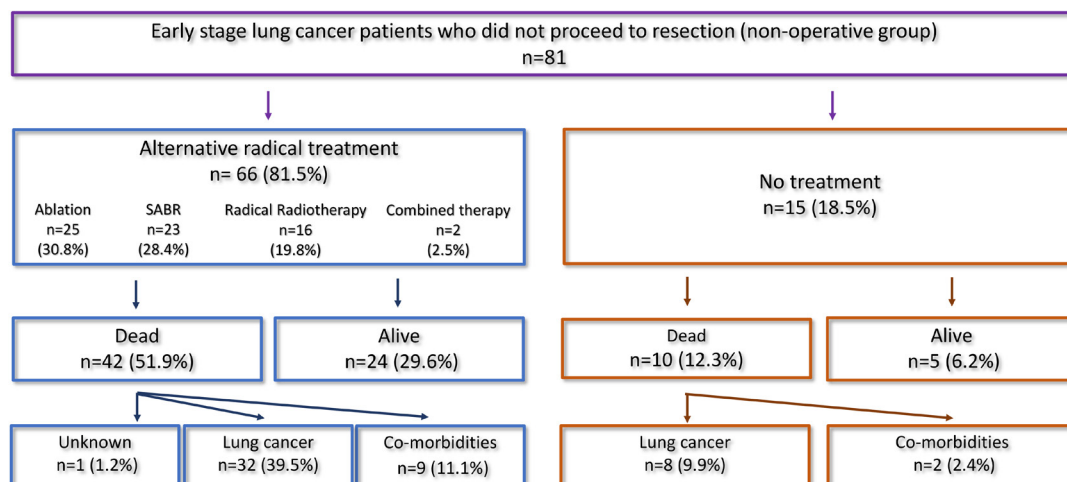 Early stage lung cancer patients who did not proceed to resection (non-operative group)
n=81
Alternative radical treatment
n= 66 (81.5%)
Ablation
n=25
(30.8%)
SABR
n=23
(28.4%)
Radical Radiotherapy
n=16
(19.8%)
Combined therapy
n=2
(2.5%)
No treatment
n=15 (18.5%)
Dead
n=42 (51.9%)
Alive
n=24 (29.6%)
Dead
n=10 (12.3%)
Alive
n=5 (6.2%)
Unknown
n=1 (1.2%)
Lung cancer
n=32 (39.5%)
Co-morbidities
n=9 (11.1%)
Lung cancer
n=8 (9.9%)
Co-morbidities
n=2 (2.4%)